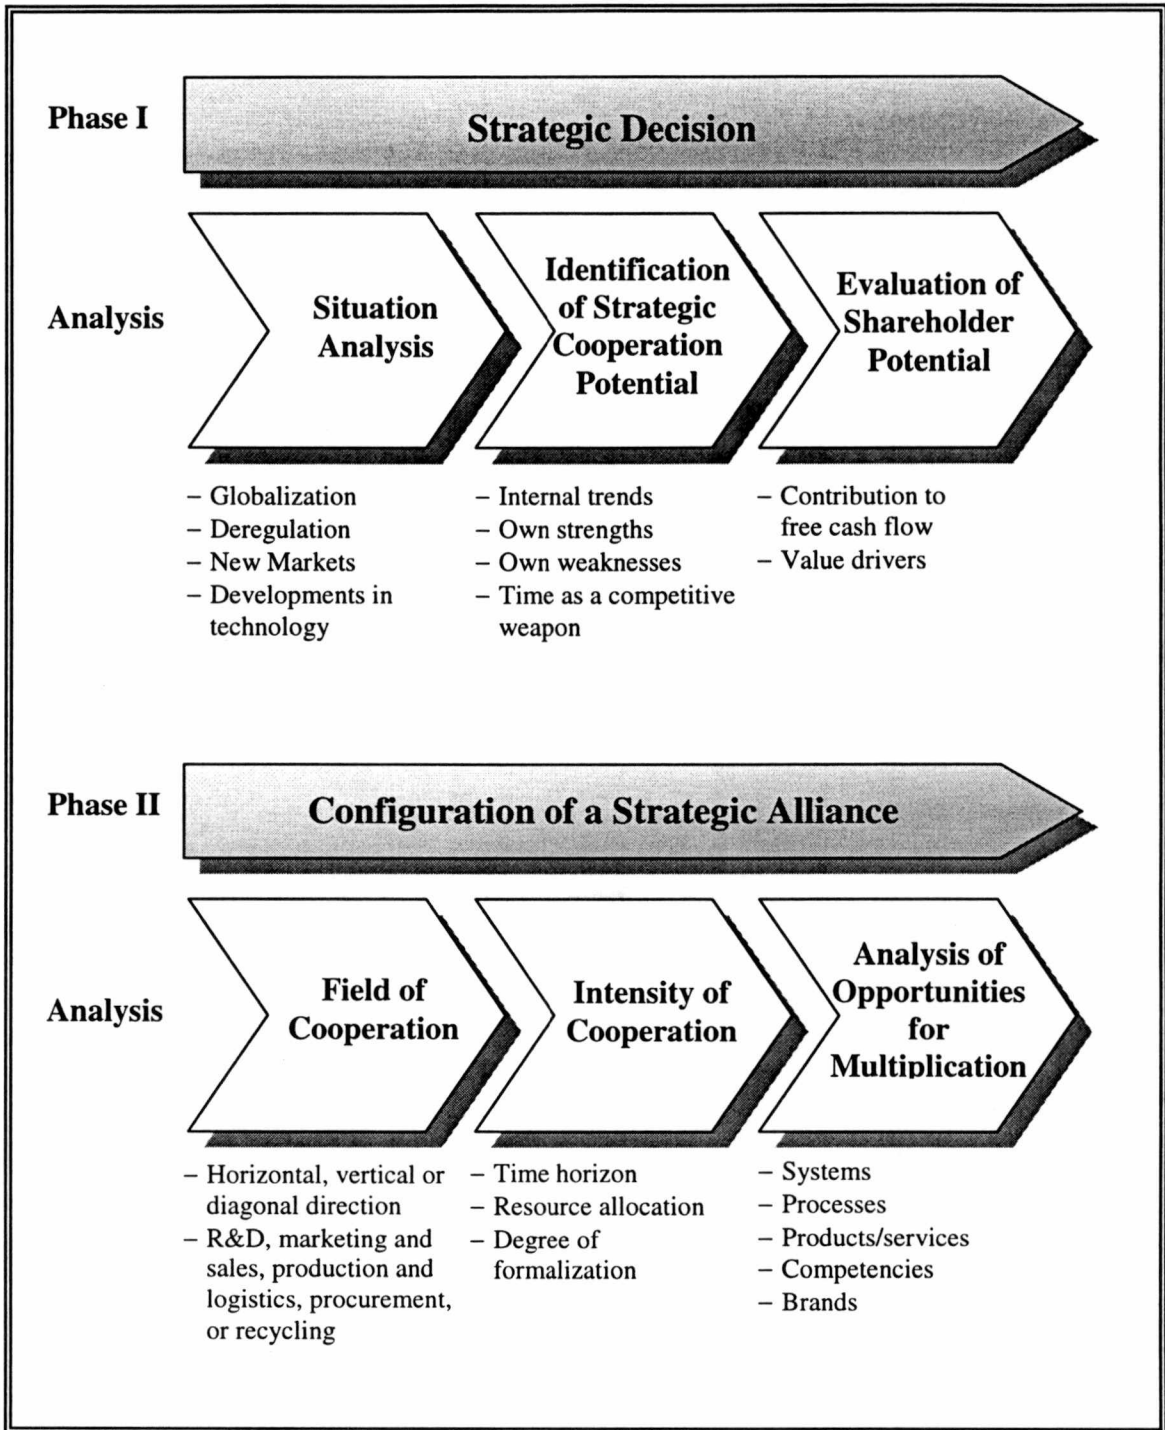 Phase I
Strategic Decision
Analysis
Situation
Analysis
Identification
of Strategic
Cooperation
Potential
Evaluation of
Shareholder
Potential
– Globalization
– Deregulation
– New Markets
– Developments in
technology
– Internal trends
– Own strengths
– Own weaknesses
– Time as a competitive
weapon
– Contribution to
free cash flow
– Value drivers
Phase II
Configuration of a Strategic Alliance
Analysis
Field of
Cooperation
Intensity of
Cooperation
Analysis of
Opportunities
for
Multiplication
– Horizontal, vertical or
diagonal direction
– R&D, marketing and
sales, production and
logistics, procurement,
or recycling
– Time horizon
– Resource allocation
– Degree of
formalization
– Systems
– Processes
– Products/services
– Competencies
– Brands